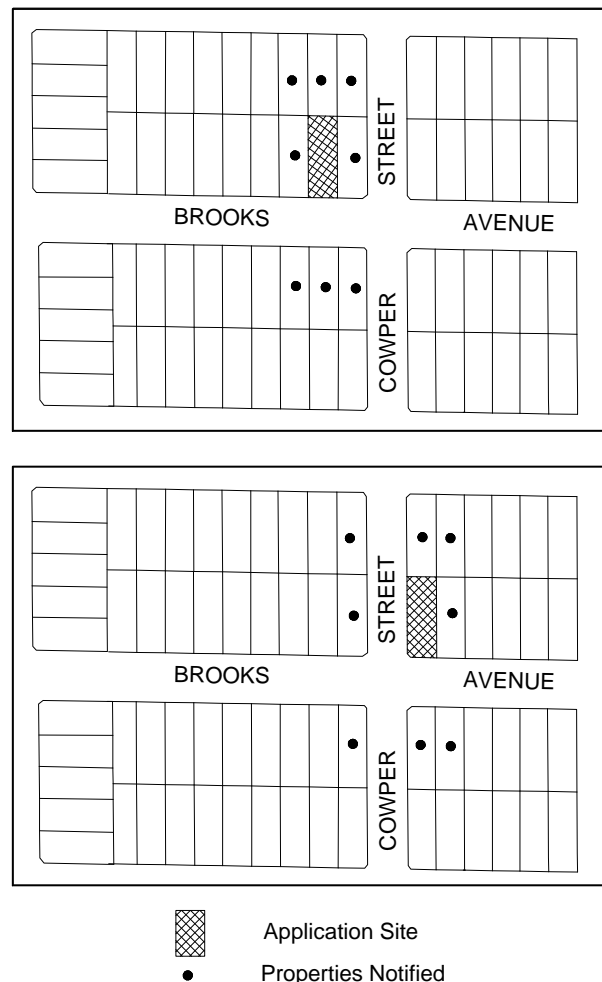 STREET
BROOKS
AVENUE
COWPER
STREET
BROOKS
AVENUE
COWPER
Application Site
Properties Notified